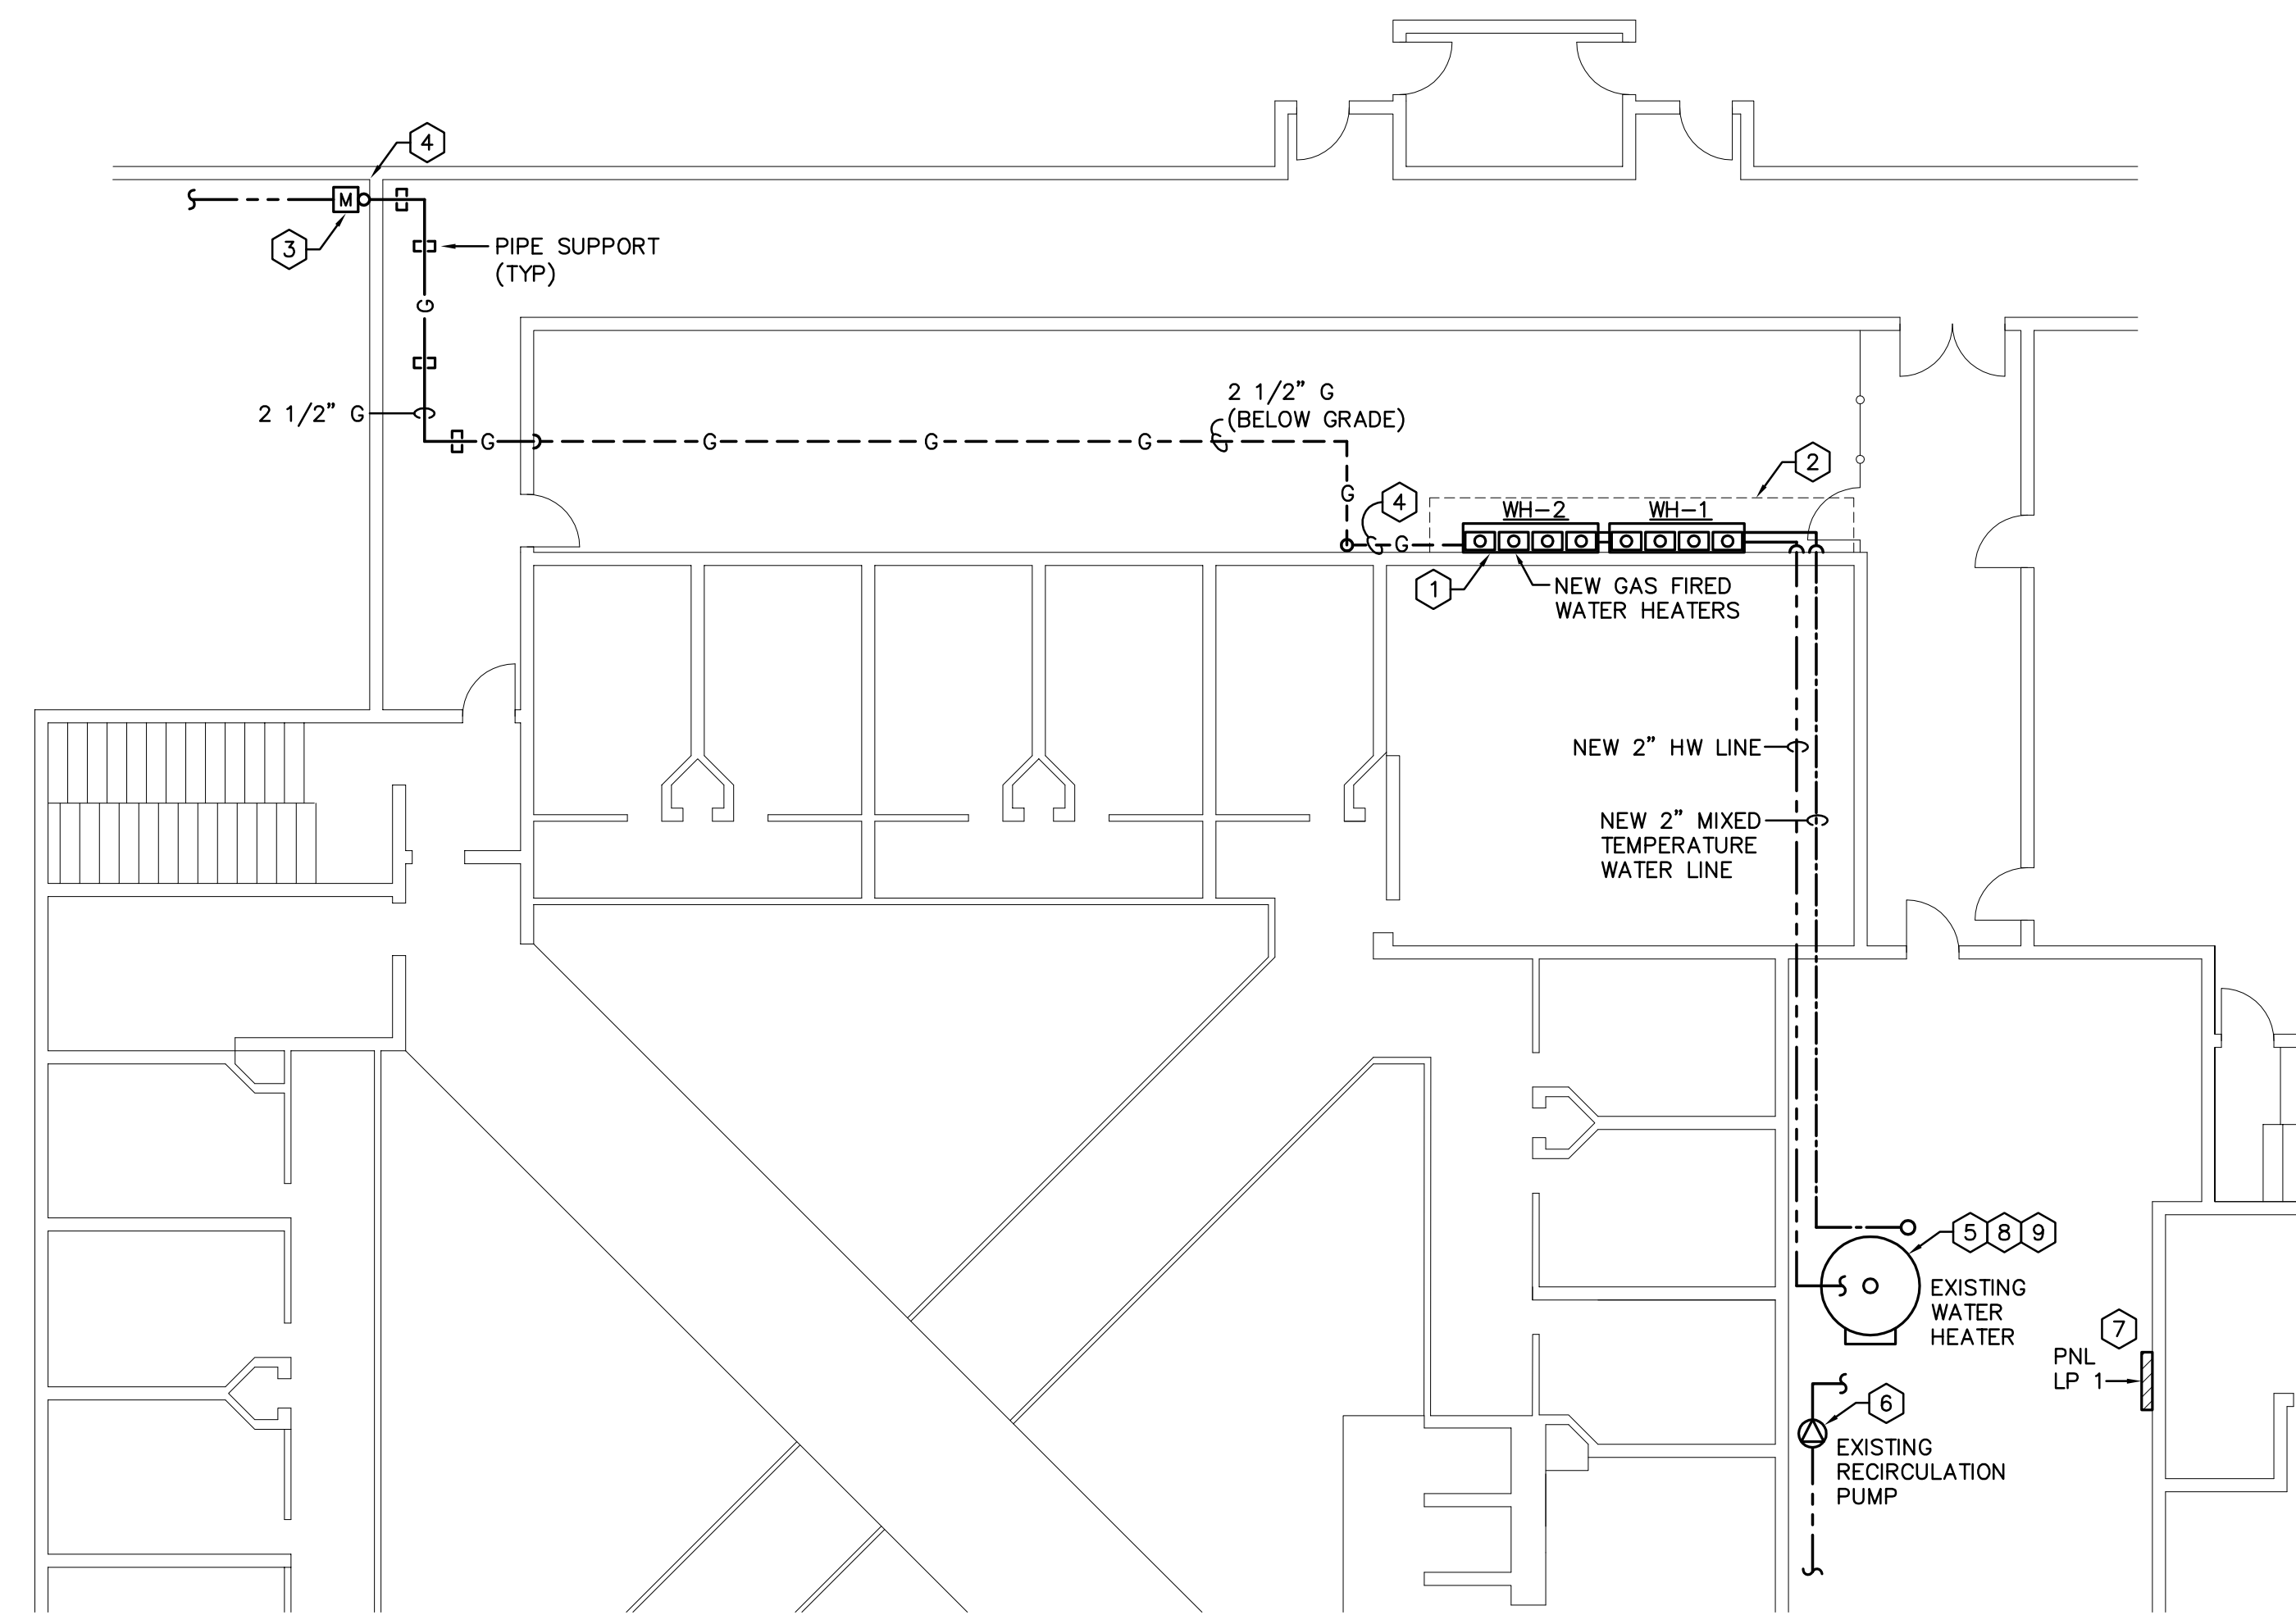 4
M
3
PIPE SUPPORT
(TYP)
G
2 1/2" G
G
G
G
G
2 1/2" G
(BELOW GRADE)
G
4
G
2
WH-2
WH-1
1
NEW GAS FIRED
WATER HEATERS
NEW 2" HW LINE
NEW 2" MIXED
TEMPERATURE
WATER LINE
5
8
9
EXISTING
WATER
HEATER
7
PNL
LP 1
6
EXISTING
RECIRCULATION
PUMP